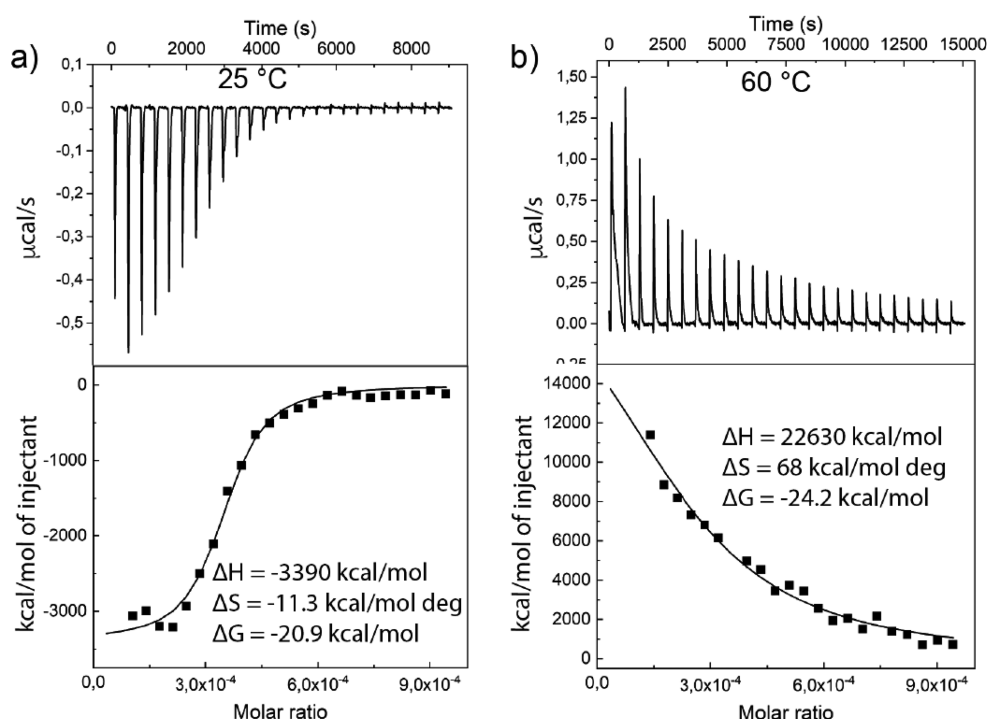 a)
Time (s)
0 2000 4000 6000 8000
25 °C
0,1
0,0
-0,1
-0,2
-0,3
-0,4
-0,5
µcal/s
0
-1000
-2000
-3000
kcal/mol of injectant
ΔH = -3390 kcal/mol
ΔS = -11.3 kcal/mol deg
ΔG = -20.9 kcal/mol
0,0 3,0x10⁻⁴ 6,0x10⁻⁴ 9,0x10⁻⁴
Molar ratio
b)
Time (s)
0 2500 5000 7500 10000 12500 15000
60 °C
1,50
1,25
1,00
0,75
0,50
0,25
0,00
µcal/s
14000
12000
10000
8000
6000
4000
2000
0
kcal/mol of injectant
ΔH = 22630 kcal/mol
ΔS = 68 kcal/mol deg
ΔG = -24.2 kcal/mol
0,0 3,0x10⁻⁴ 6,0x10⁻⁴ 9,0x10⁻⁴
Molar ratio